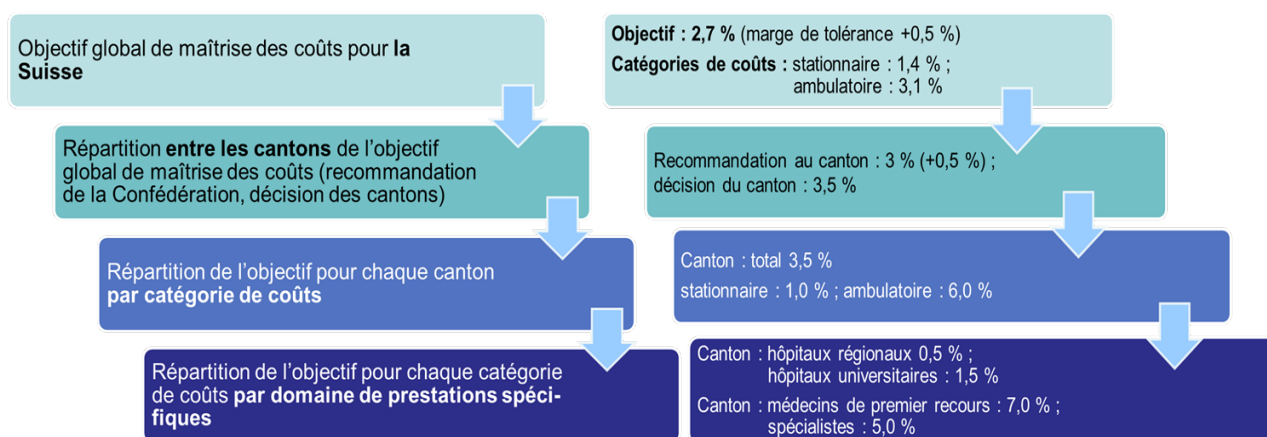 Objectif global de maîtrise des coûts pour la
Suisse
Objectif : 2,7 % (marge de tolérance +0,5 %)
Catégories de coûts : stationnaire : 1,4 % ;
ambulatoire : 3,1 %
Répartition entre les cantons de l’objectif
global de maîtrise des coûts (recommandation
de la Confédération, décision des cantons)
Recommandation au canton : 3 % (+0,5 %) ;
décision du canton : 3,5 %
Répartition de l’objectif pour chaque canton
par catégorie de coûts
Canton : total 3,5 %
stationnaire : 1,0 % ; ambulatoire : 6,0 %
Répartition de l’objectif pour chaque catégorie
de coûts par domaine de prestations spéci-
fiques
Canton : hôpitaux régionaux 0,5 % ;
hôpitaux universitaires : 1,5 %
Canton : médecins de premier recours : 7,0 % ;
spécialistes : 5,0 %